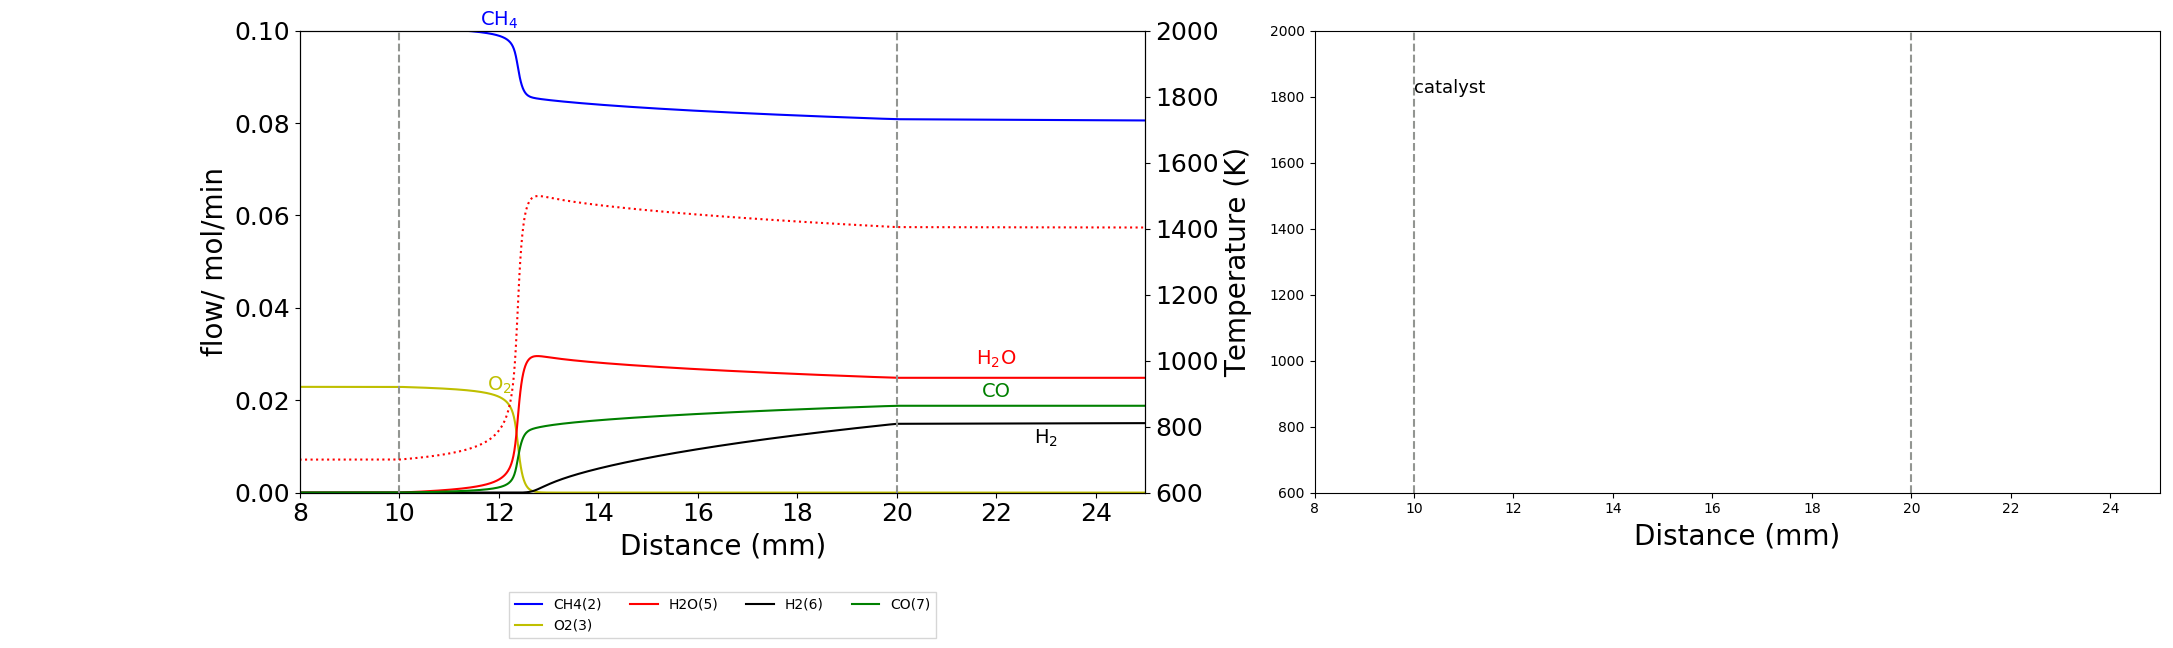 CH₄
0.10
0.08
0.06
0.04
0.02
0.00
flow/ mol/min
O₂
H₂O
CO
H₂
2000
1800
1600
1400
1200
1000
800
600
Temperature (K)
8 10 12 14 16 18 20 22 24
Distance (mm)
CH4(2) H2O(5) H2(6) CO(7)
O2(3)
2000
1800
1600
1400
1200
1000
800
600
catalyst
8 10 12 14 16 18 20 22 24
Distance (mm)